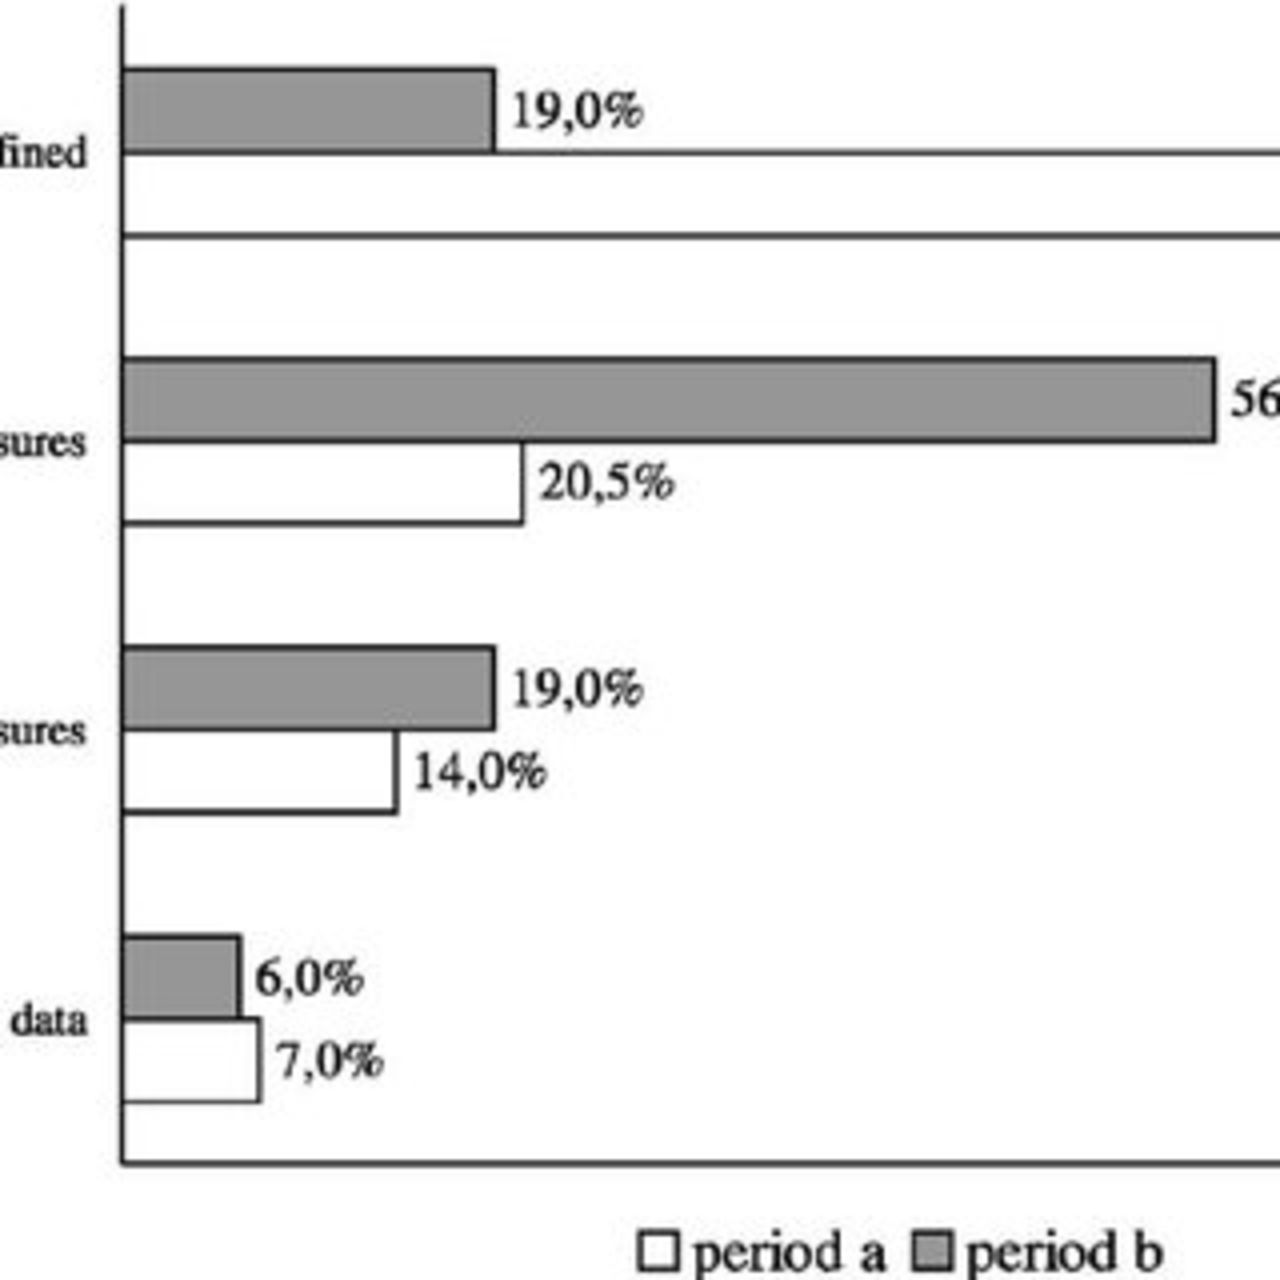 19,0%
fined
56
sures
20,5%
19,0%
sures
14,0%
6,0%
data
7,0%
period a period b